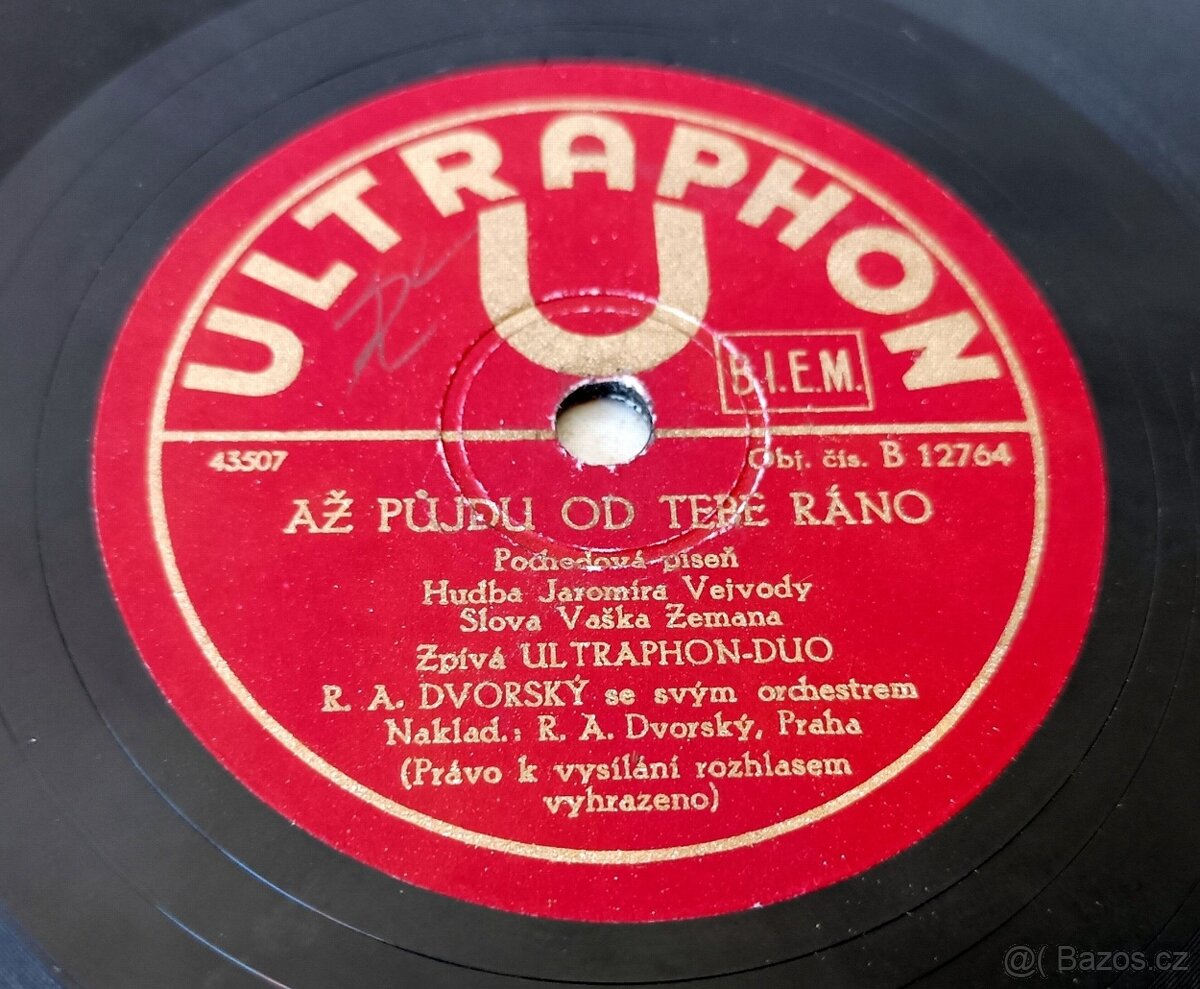 ULTRAPHON
U
B.I.E.M.
43507
Obj. čís. B 12764
AŽ PŮJDU OD TEBE RÁNO
Pochodová píseň
Hudba Jaromíra Vejvody
Slova Vaška Zemana
Zpívá ULTRAPHON-DUO
R. A. DVORSKÝ se svým orchestrem
Naklad.: R. A. Dvorský, Praha
(Právo k vysílání rozhlasem
vyhrazeno)
@( Bazos.cz